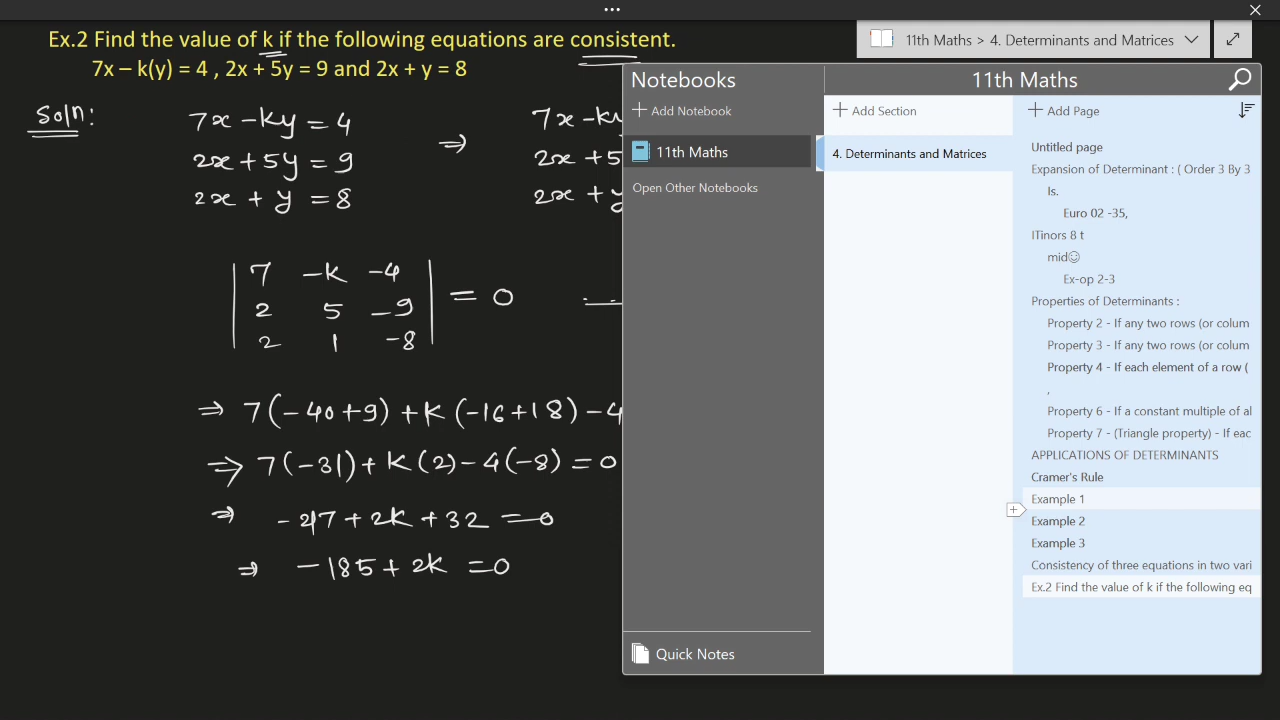 Ex.2 Find the value of k if the following equations are consistent.
7x – k(y) = 4 , 2x + 5y = 9 and 2x + y = 8
Soln:
7x - ky = 4
2x + 5y = 9
2x + y = 8
⇒
7x - ky
2x + 5
2x + y
7 -k -4
2 5 -9 = 0
2 1 -8
⇒ 7(-40+9) + k(-16+18) - 4
⇒ 7(-31) + k(2) - 4(-8) = 0
⇒ -217 + 2k + 32 = 0
⇒ -185 + 2k = 0
11th Maths > 4. Determinants and Matrices
Notebooks
+ Add Notebook
11th Maths
Open Other Notebooks
Quick Notes
11th Maths
+ Add Section
4. Determinants and Matrices
+ Add Page
Untitled page
Expansion of Determinant : ( Order 3 By 3
Is.
Euro 02 -35,
ITinors 8 t
mid☺
Ex-op 2-3
Properties of Determinants :
Property 2 - If any two rows (or colum
Property 3 - If any two rows (or colum
Property 4 - If each element of a row (
,
Property 6 - If a constant multiple of al
Property 7 - (Triangle property) - If eac
APPLICATIONS OF DETERMINANTS
Cramer's Rule
Example 1
Example 2
Example 3
Consistency of three equations in two vari
Ex.2 Find the value of k if the following eq